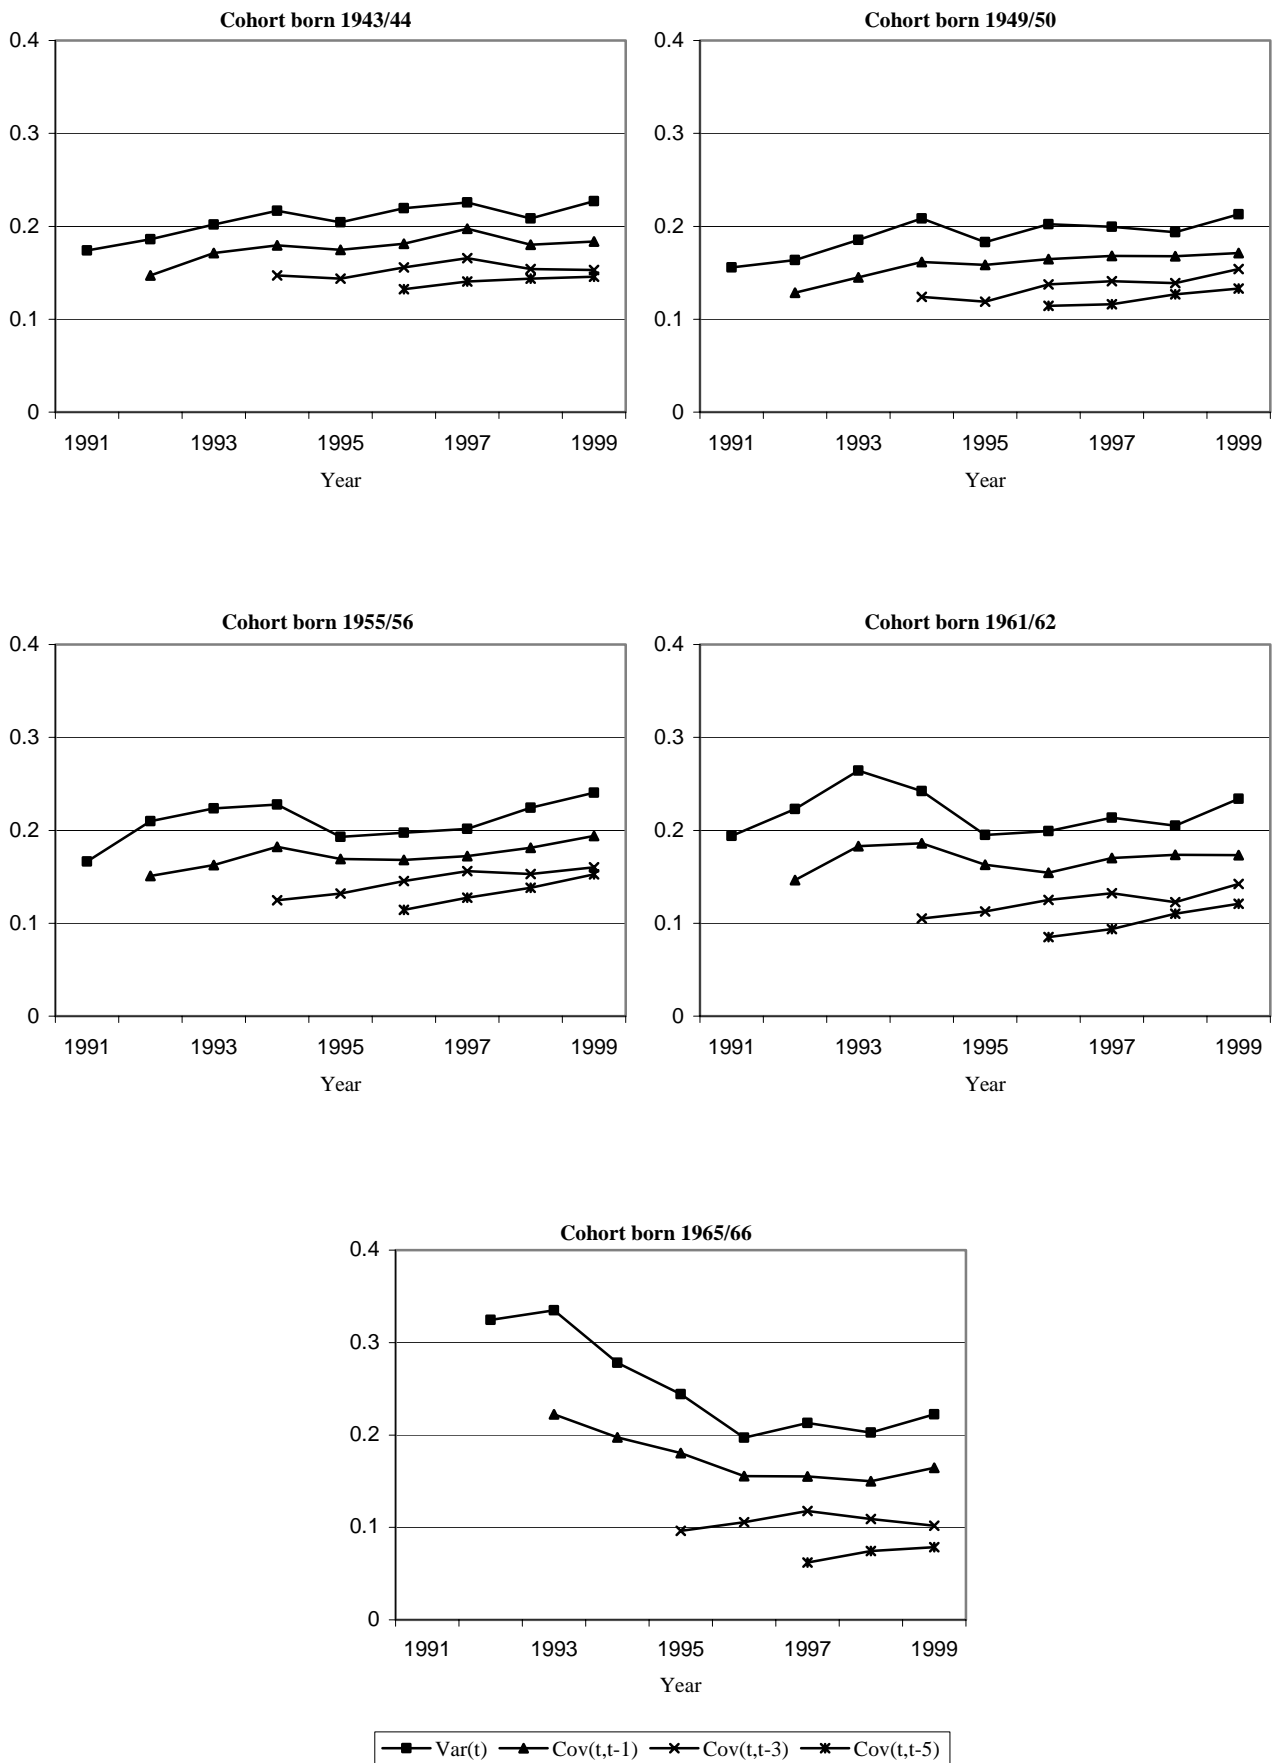 Cohort born 1943/44
0.4
0.3
0.2
0.1
0
1991 1993 1995 1997 1999
Year
Cohort born 1949/50
0.4
0.3
0.2
0.1
0
1991 1993 1995 1997 1999
Year
Cohort born 1955/56
0.4
0.3
0.2
0.1
0
1991 1993 1995 1997 1999
Year
Cohort born 1961/62
0.4
0.3
0.2
0.1
0
1991 1993 1995 1997 1999
Year
Cohort born 1965/66
0.4
0.3
0.2
0.1
0
1991 1993 1995 1997 1999
Year
Var(t) Cov(t,t-1) Cov(t,t-3) Cov(t,t-5)